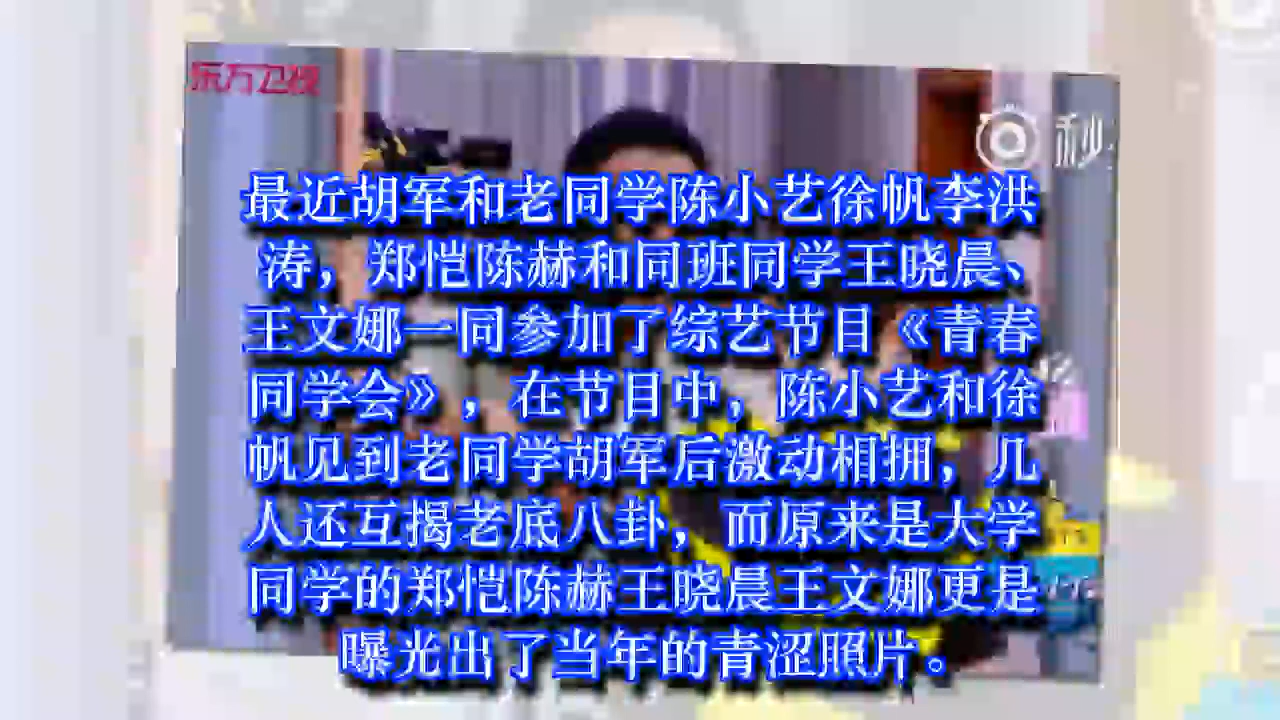 东方卫视
秒
最近胡军和老同学陈小艺徐帆李洪
涛，郑恺陈赫和同班同学王晓晨、
王文娜一同参加了综艺节目《青春
同学会》，在节目中，陈小艺和徐
帆见到老同学胡军后激动相拥，几
人还互揭老底八卦，而原来是大学
同学的郑恺陈赫王晓晨王文娜更是
曝光出了当年的青涩照片。